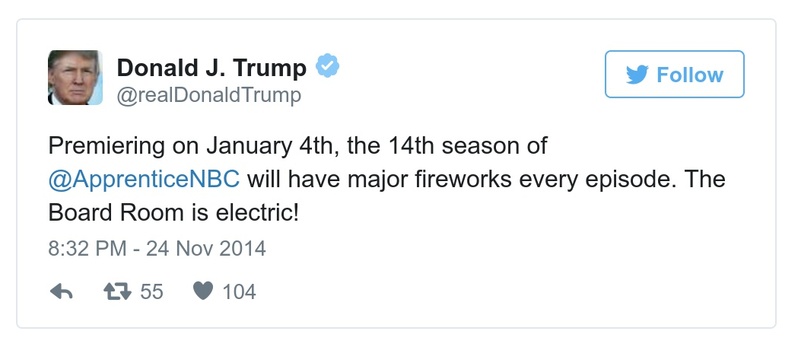 Donald J. Trump
@realDonaldTrump
Follow
Premiering on January 4th, the 14th season of
@ApprenticeNBC will have major fireworks every episode. The
Board Room is electric!
8:32 PM - 24 Nov 2014
55 104